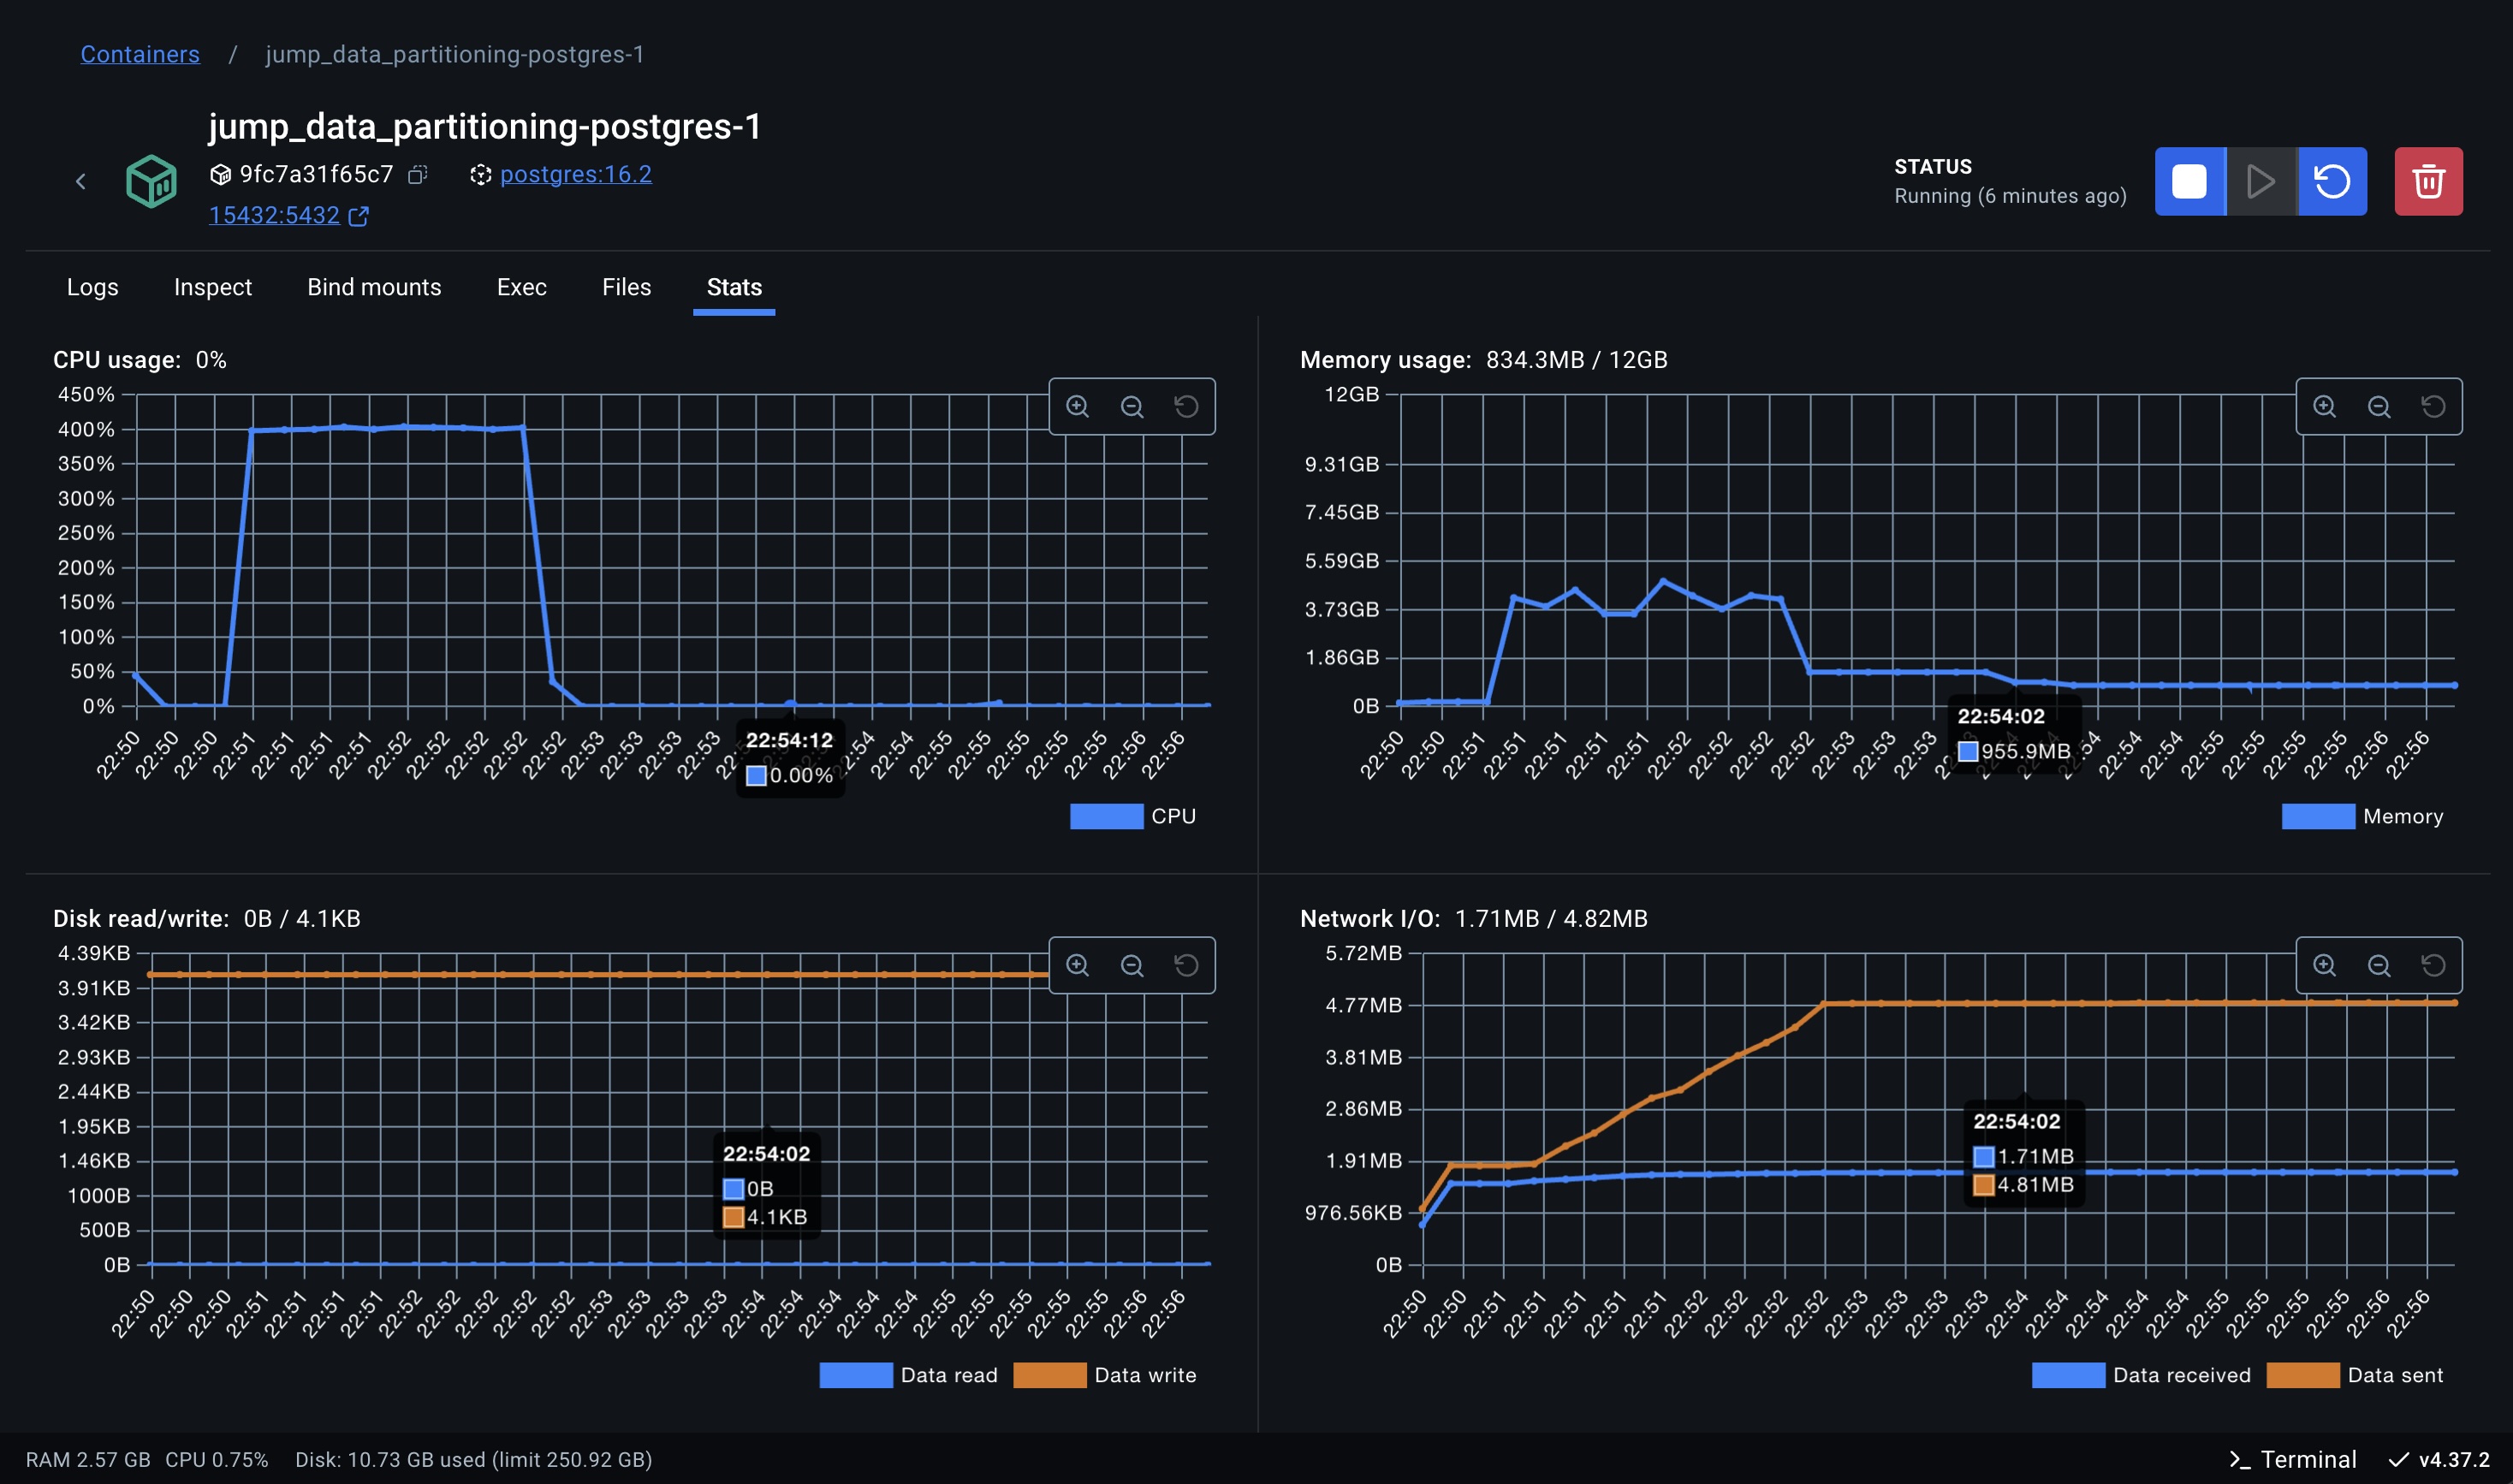 Containers / jump_data_partitioning-postgres-1
jump_data_partitioning-postgres-1
9fc7a31f65c7 postgres:16.2
15432:5432
STATUS
Running (6 minutes ago)
Logs Inspect Bind mounts Exec Files Stats
CPU usage: 0%
450%
400%
350%
300%
250%
200%
150%
100%
50%
0%
22:50 22:50 22:50 22:51 22:51 22:51 22:51 22:52 22:52 22:52 22:52 22:52 22:53 22:53 22:53 22:53 22:54 22:54 22:55 22:55 22:55 22:55 22:55 22:56 22:56
22:54:12
0.00%
CPU
Memory usage: 834.3MB / 12GB
12GB
9.31GB
7.45GB
5.59GB
3.73GB
1.86GB
0B
22:50 22:50 22:51 22:51 22:51 22:51 22:51 22:52 22:52 22:52 22:52 22:53 22:53 22:53 22:54 22:54 22:54 22:55 22:55 22:55 22:55 22:56 22:56
22:54:02
955.9MB
Memory
Disk read/write: 0B / 4.1KB
4.39KB
3.91KB
3.42KB
2.93KB
2.44KB
1.95KB
1.46KB
1000B
500B
0B
22:50 22:50 22:50 22:51 22:51 22:51 22:51 22:52 22:52 22:52 22:52 22:52 22:53 22:53 22:53 22:53 22:54 22:54 22:54 22:54 22:54 22:55 22:55 22:55 22:55 22:55 22:56 22:56
22:54:02
0B
4.1KB
Data read Data write
Network I/O: 1.71MB / 4.82MB
5.72MB
4.77MB
3.81MB
2.86MB
1.91MB
976.56KB
0B
22:50 22:50 22:51 22:51 22:51 22:51 22:51 22:52 22:52 22:52 22:52 22:53 22:53 22:53 22:53 22:54 22:54 22:54 22:54 22:54 22:55 22:55 22:55 22:55 22:56 22:56
22:54:02
1.71MB
4.81MB
Data received Data sent
RAM 2.57 GB CPU 0.75% Disk: 10.73 GB used (limit 250.92 GB)
Terminal v4.37.2